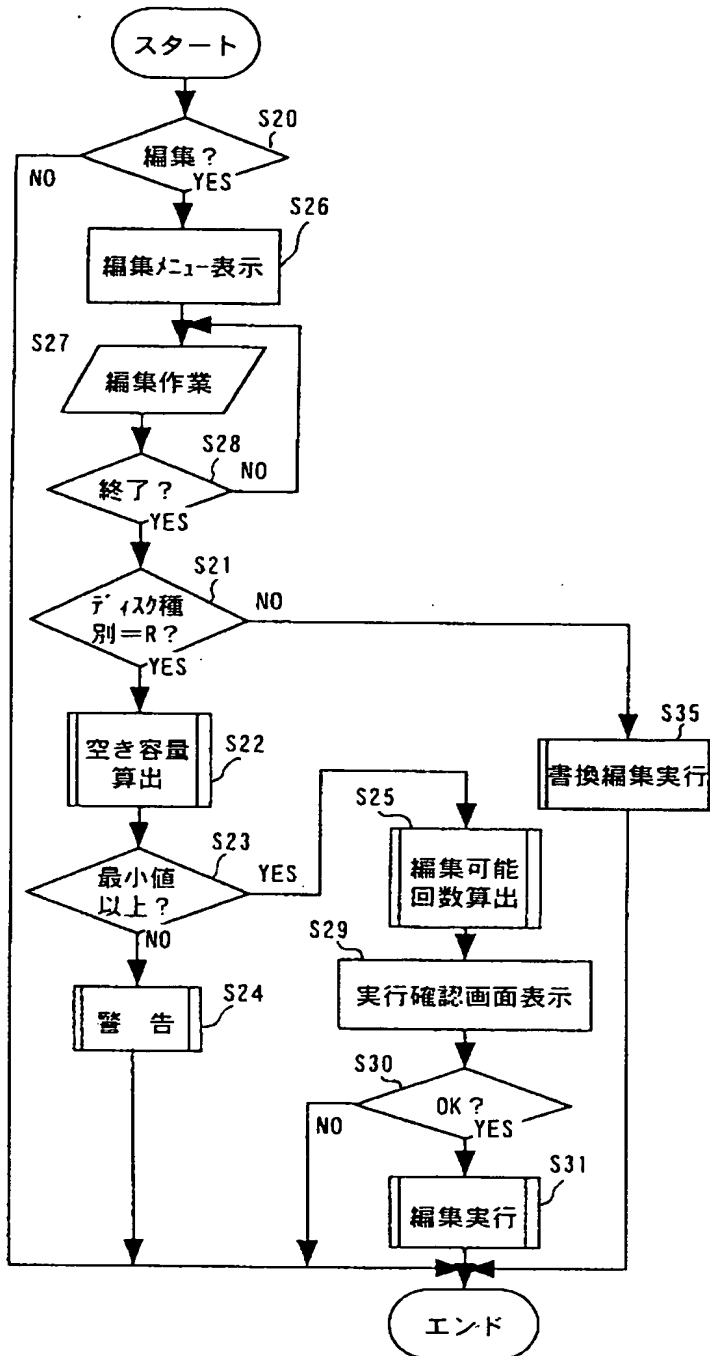 スタート
S20
編集?
NO
YES
S26
編集メニュー表示
S27
編集作業
S28
終了?
NO
YES
S21
ディスク種
別=R?
NO
YES
S22
空き容量
算出
S35
書換編集実行
S23
最小値
以上?
YES
NO
S25
編集可能
回数算出
S24
警 告
S29
実行確認画面表示
S30
OK?
NO
YES
S31
編集実行
エンド